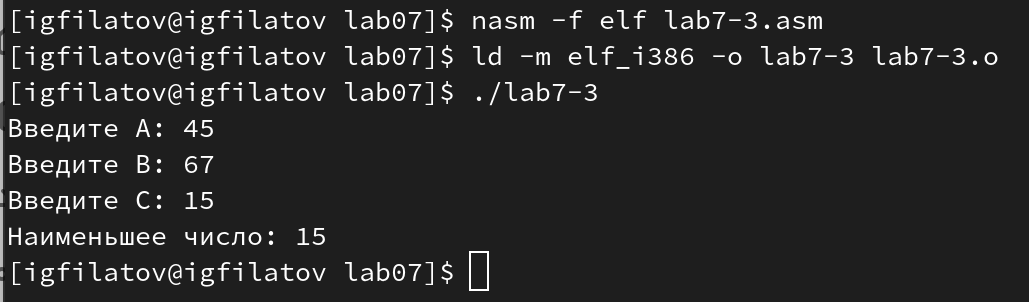 [igfilatov@igfilatov lab07]$ nasm -f elf lab7-3.asm
[igfilatov@igfilatov lab07]$ ld -m elf_i386 -o lab7-3 lab7-3.o
[igfilatov@igfilatov lab07]$ ./lab7-3
Введите A: 45
Введите B: 67
Введите C: 15
Наименьшее число: 15
[igfilatov@igfilatov lab07]$